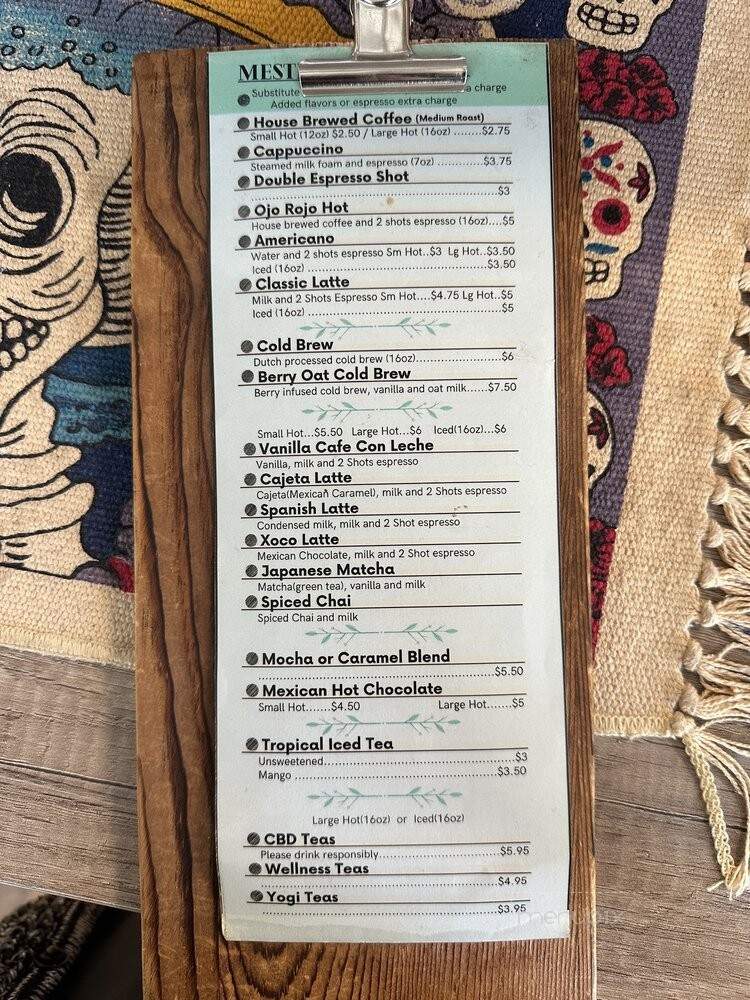 MEST
Substitute a charge
Added flavors or espresso extra charge
House Brewed Coffee (Medium Roast)
Small Hot (12oz) $2.50 / Large Hot (16oz) ........$2.75
Cappuccino
Steamed milk foam and espresso (7oz) .............$3.75
Double Espresso Shot
.............................................................$3
Ojo Rojo Hot
House brewed coffee and 2 shots espresso (16oz)....$5
Americano
Water and 2 shots espresso Sm Hot..$3 Lg Hot..$3.50
Iced (16oz) ..............................................$3.50
Classic Latte
Milk and 2 Shots Espresso Sm Hot....$4.75 Lg Hot..$5
Iced (16oz) ..................................................$5
Cold Brew
Dutch processed cold brew (16oz)........................$6
Berry Oat Cold Brew
Berry infused cold brew, vanilla and oat milk......$7.50
Small Hot...$5.50 Large Hot...$6 Iced(16oz)...$6
Vanilla Cafe Con Leche
Vanilla, milk and 2 Shots espresso
Cajeta Latte
Cajeta(Mexican Caramel), milk and 2 Shots espresso
Spanish Latte
Condensed milk, milk and 2 Shot espresso
Xoco Latte
Mexican Chocolate, milk and 2 Shot espresso
Japanese Matcha
Matcha(green tea), vanilla and milk
Spiced Chai
Spiced Chai and milk
Mocha or Caramel Blend
.............................................................$5.50
Mexican Hot Chocolate
Small Hot.......$4.50 Large Hot.......$5
Tropical Iced Tea
Unsweetened................................................$3
Mango ....................................................$3.50
Large Hot(16oz) or Iced(16oz)
CBD Teas
Please drink responsibly..............................$5.95
Wellness Teas
.............................................................$4.95
Yogi Teas
.............................................................$3.95